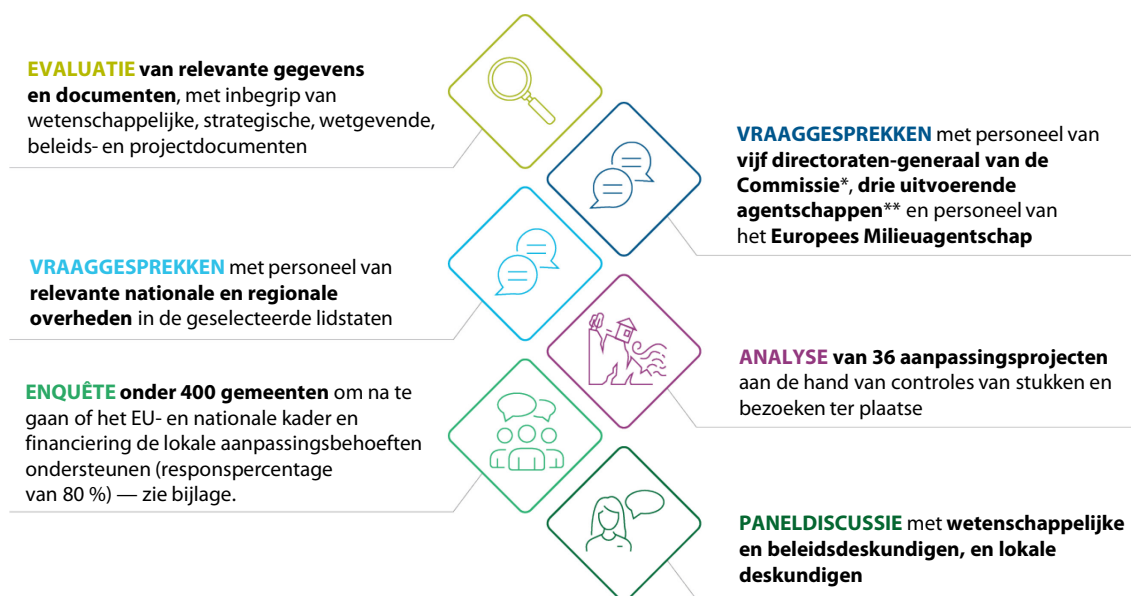 EVALUATIE van relevante gegevens
en documenten, met inbegrip van
wetenschappelijke, strategische, wetgevende,
beleids- en projectdocumenten
VRAAGGESPREKKEN met personeel van
vijf directoraten-generaal van de
Commissie*, drie uitvoerende
agentschappen** en personeel van
het Europees Milieuagentschap
VRAAGGESPREKKEN met personeel van
relevante nationale en regionale
overheden in de geselecteerde lidstaten
ANALYSE van 36 aanpassingsprojecten
aan de hand van controles van stukken en
bezoeken ter plaatse
ENQUÊTE onder 400 gemeenten om na te
gaan of het EU- en nationale kader en
financiering de lokale aanpassingsbehoeften
ondersteunen (responspercentage
van 80 %) — zie bijlage.
PANELDISCUSSIE met wetenschappelijke
en beleidsdeskundigen, en lokale
deskundigen